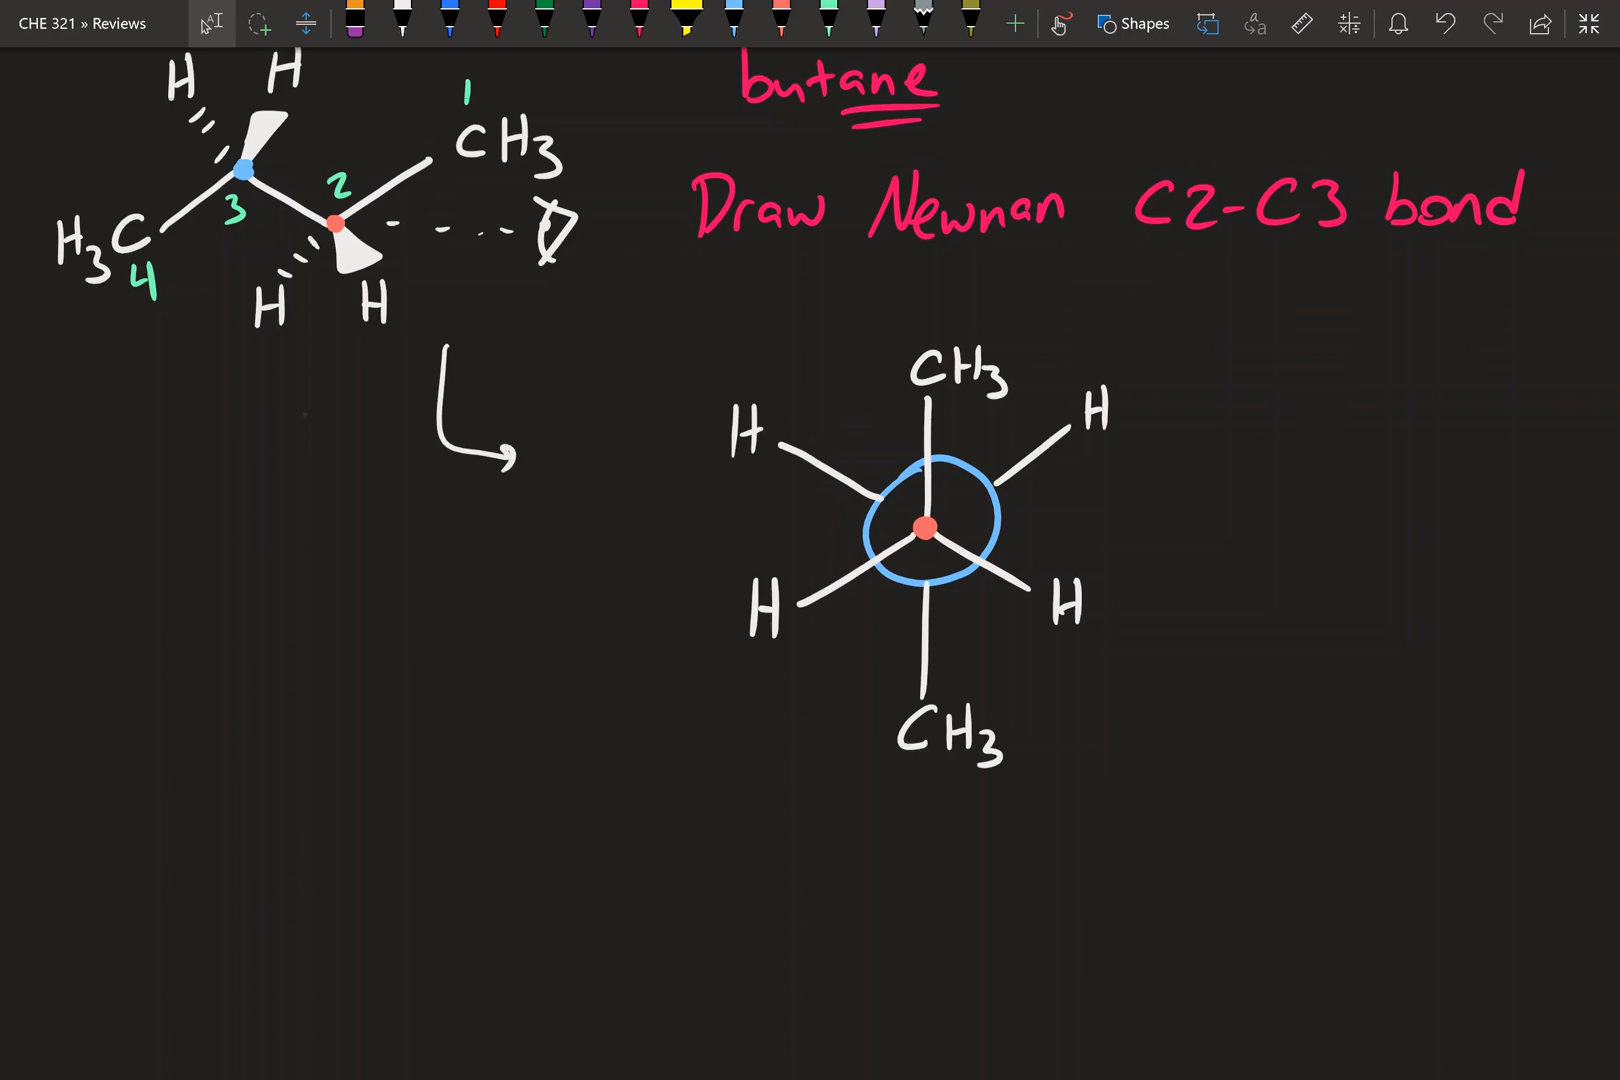 CHE 321 » Reviews
Shapes
H H
1
CH3
2
3
H3C
4
H H
butane
Draw Newman C2-C3 bond
CH3
H H
H H
CH3